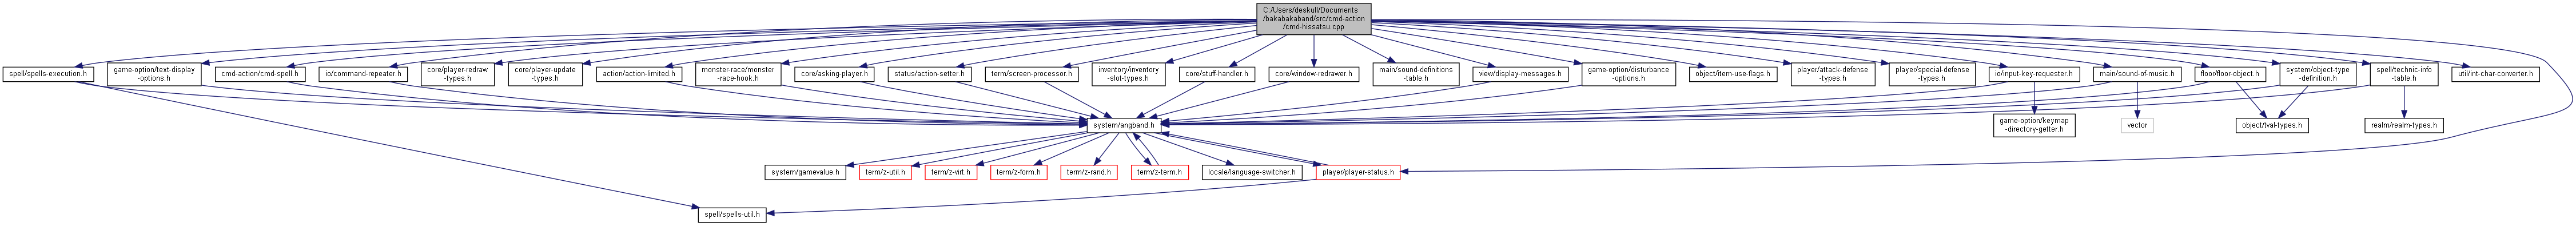 C:/Users/deskull/Documents
/bakabakaband/src/cmd-action
/cmd-hissatsu.cpp
spell/spells-execution.h
game-option/text-display
-options.h
cmd-action/cmd-spell.h
io/command-repeater.h
core/player-redraw
-types.h
core/player-update
-types.h
action/action-limited.h
monster-race/monster
-race-hook.h
core/asking-player.h
status/action-setter.h
term/screen-processor.h
inventory/inventory
-slot-types.h
core/stuff-handler.h
core/window-redrawer.h
main/sound-definitions
-table.h
view/display-messages.h
game-option/disturbance
-options.h
object/item-use-flags.h
player/attack-defense
-types.h
player/special-defense
-types.h
io/input-key-requester.h
main/sound-of-music.h
floor/floor-object.h
system/object-type
-definition.h
spell/technic-info
-table.h
util/int-char-converter.h
system/angband.h
game-option/keymap
-directory-getter.h
vector
object/tval-types.h
realm/realm-types.h
system/gamevalue.h
term/z-util.h
term/z-virt.h
term/z-form.h
term/z-rand.h
term/z-term.h
locale/language-switcher.h
player/player-status.h
spell/spells-util.h